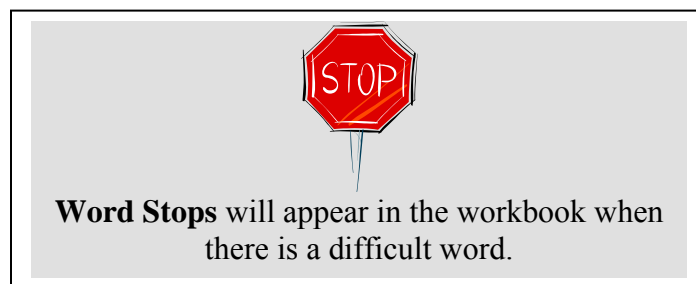 STOP
Word Stops will appear in the workbook when
there is a difficult word.